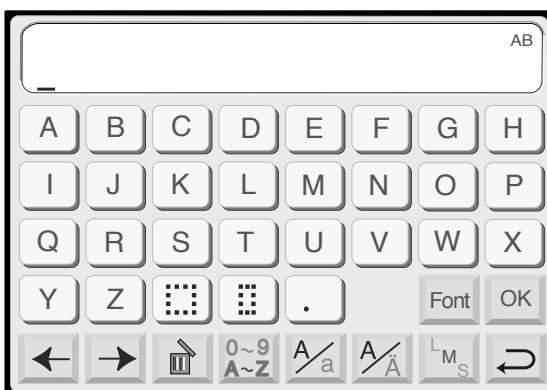 AB
A B C D E F G H
I J K L M N O P
Q R S T U V W X
Y Z . Font OK
0~9 A/a A/Ä L M S
A~Z